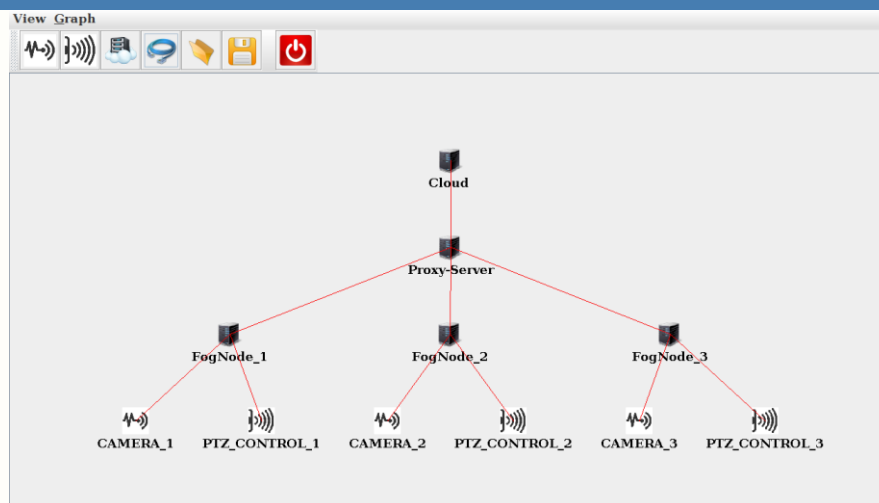 View Graph
Cloud
Proxy-Server
FogNode_1 FogNode_2 FogNode_3
CAMERA_1 PTZ_CONTROL_1 CAMERA_2 PTZ_CONTROL_2 CAMERA_3 PTZ_CONTROL_3